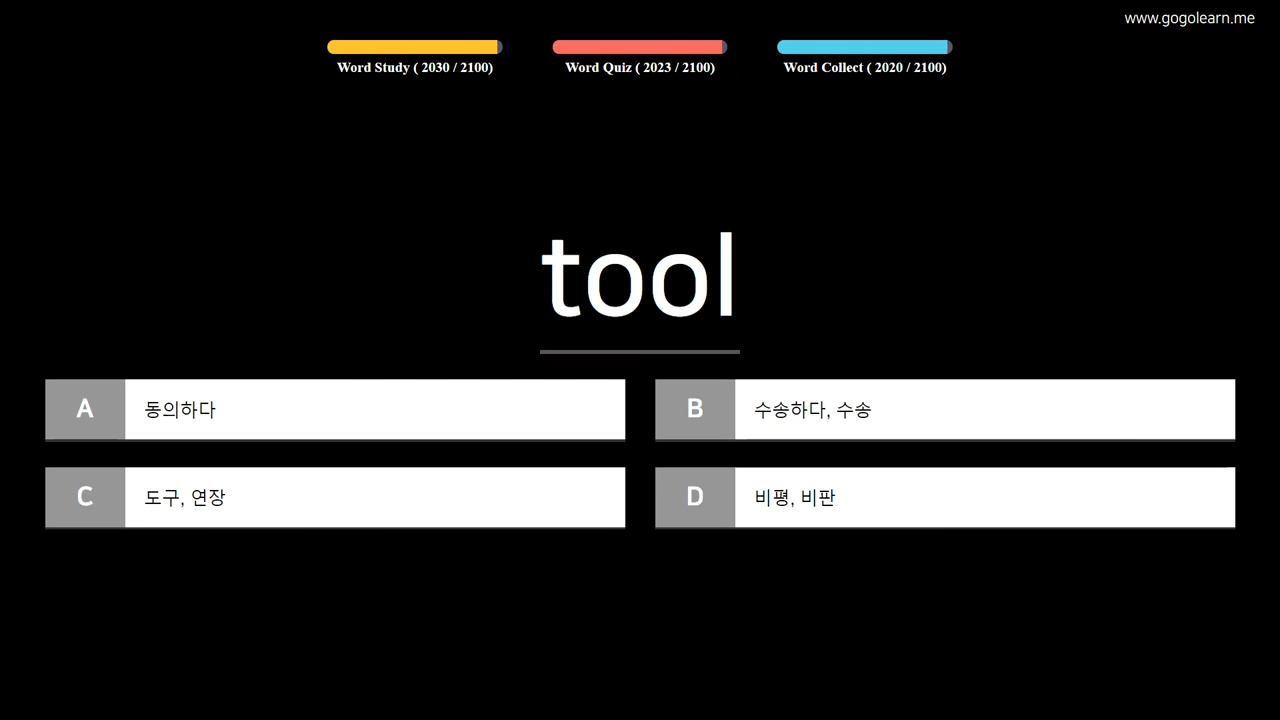 www.gogolearn.me
Word Study ( 2030 / 2100)
Word Quiz ( 2023 / 2100)
Word Collect ( 2020 / 2100)
tool
A 동의하다
B 수송하다, 수송
C 도구, 연장
D 비평, 비판